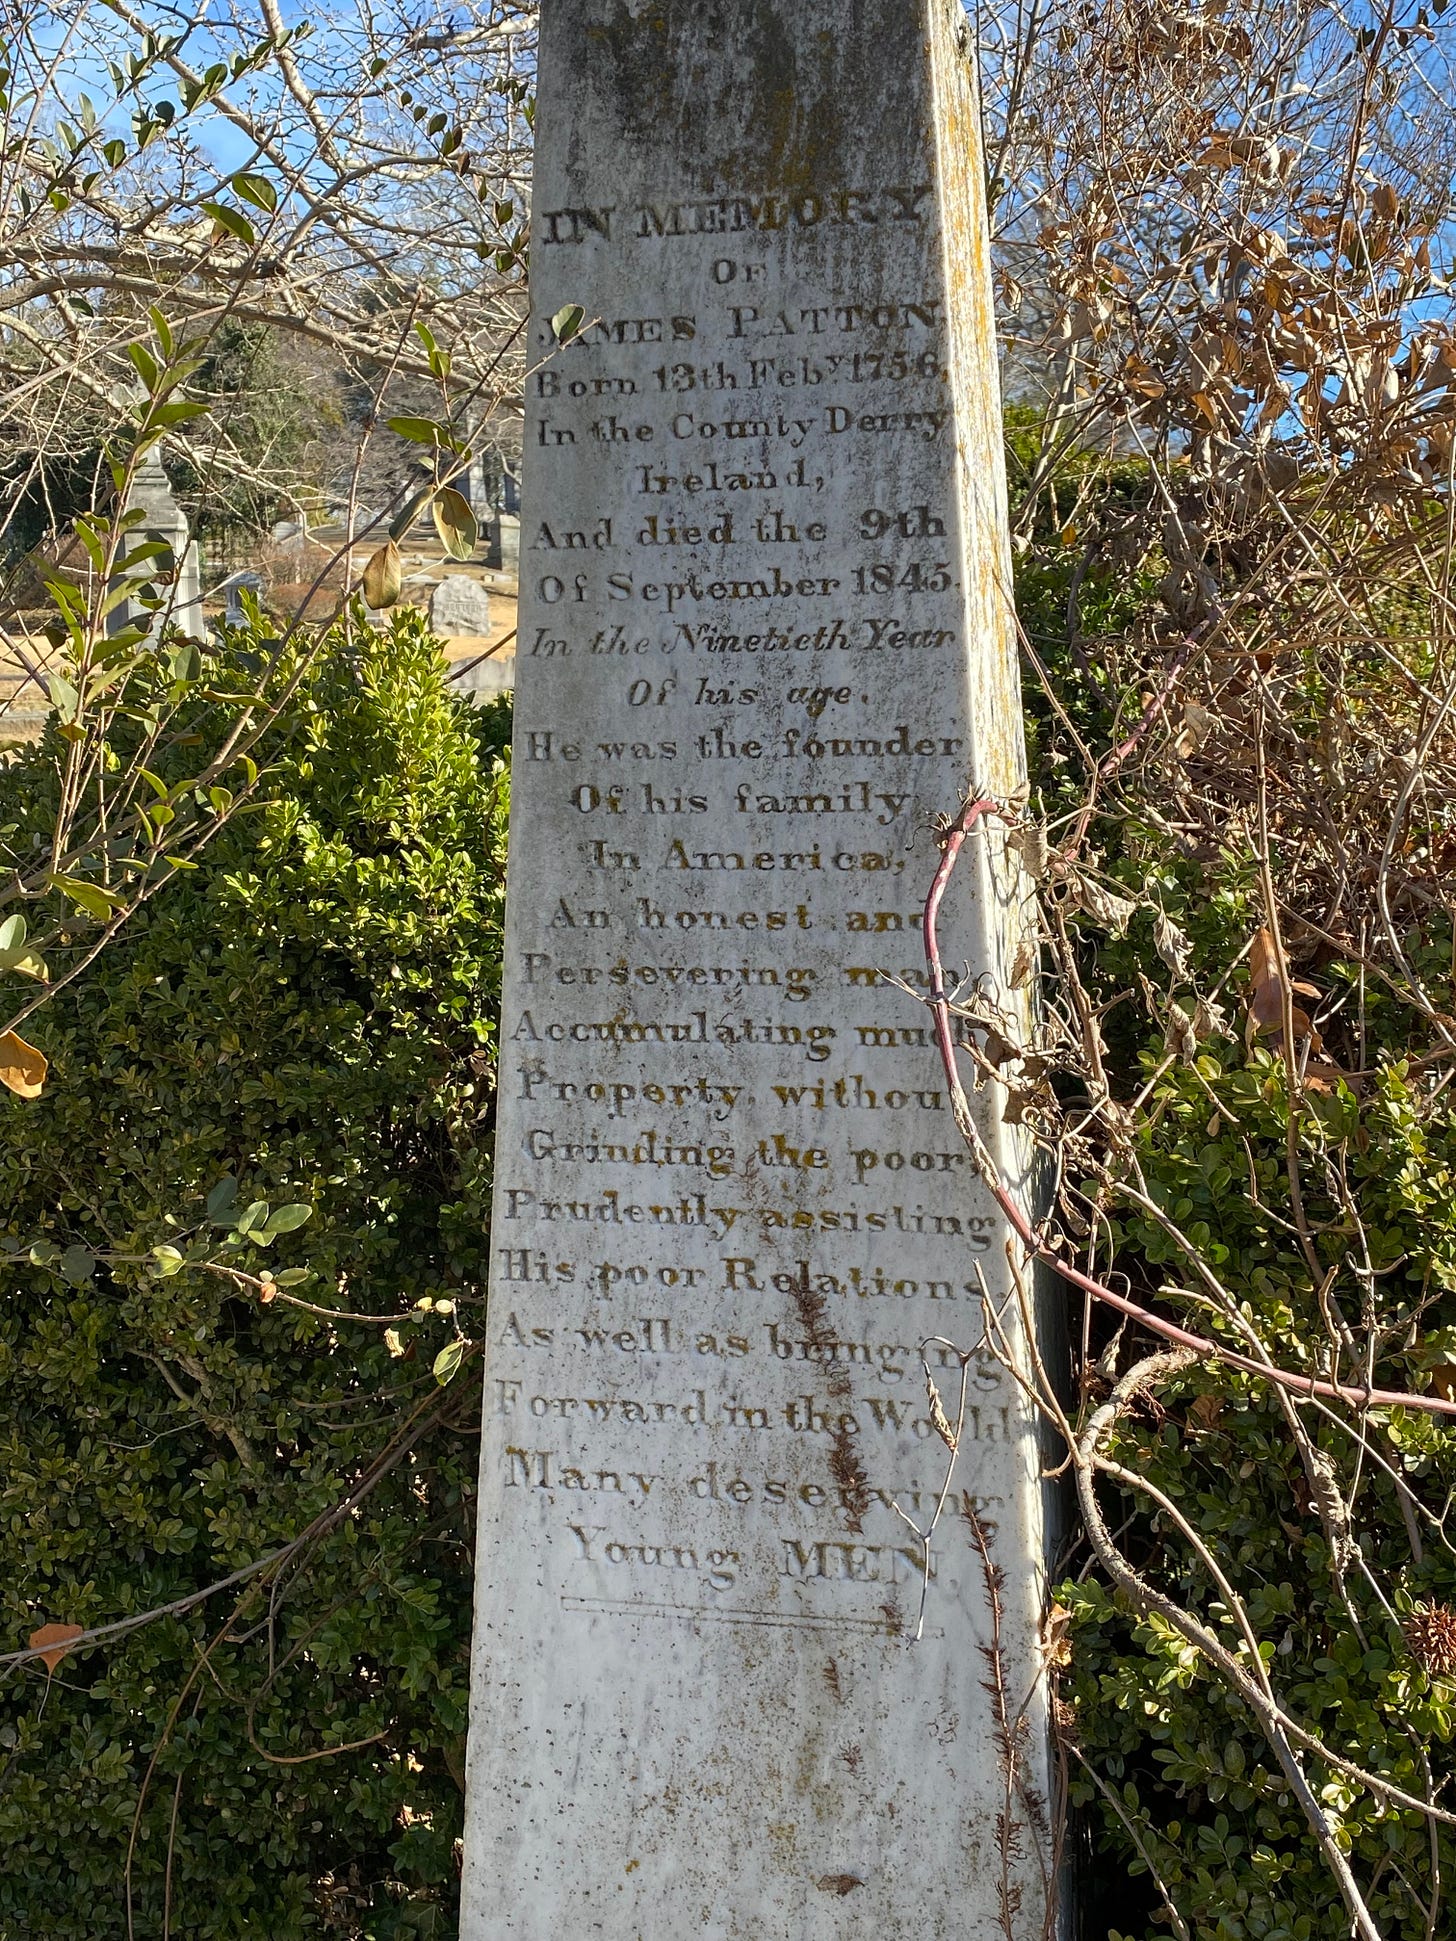 IN MEMORY
OF
JAMES PATTON
Born 13th Feby. 1756,
In the County Derry
Ireland,
And died the 9th
Of September 1845.
In the Ninetieth Year
Of his age.
He was the founder
Of his family
In America,
An honest and
Persevering man
Accumulating much
Property, without
Grinding the poor,
Prudently assisting
His poor Relations.
As well as bringing
Forward in the World
Many deserving
Young MEN.